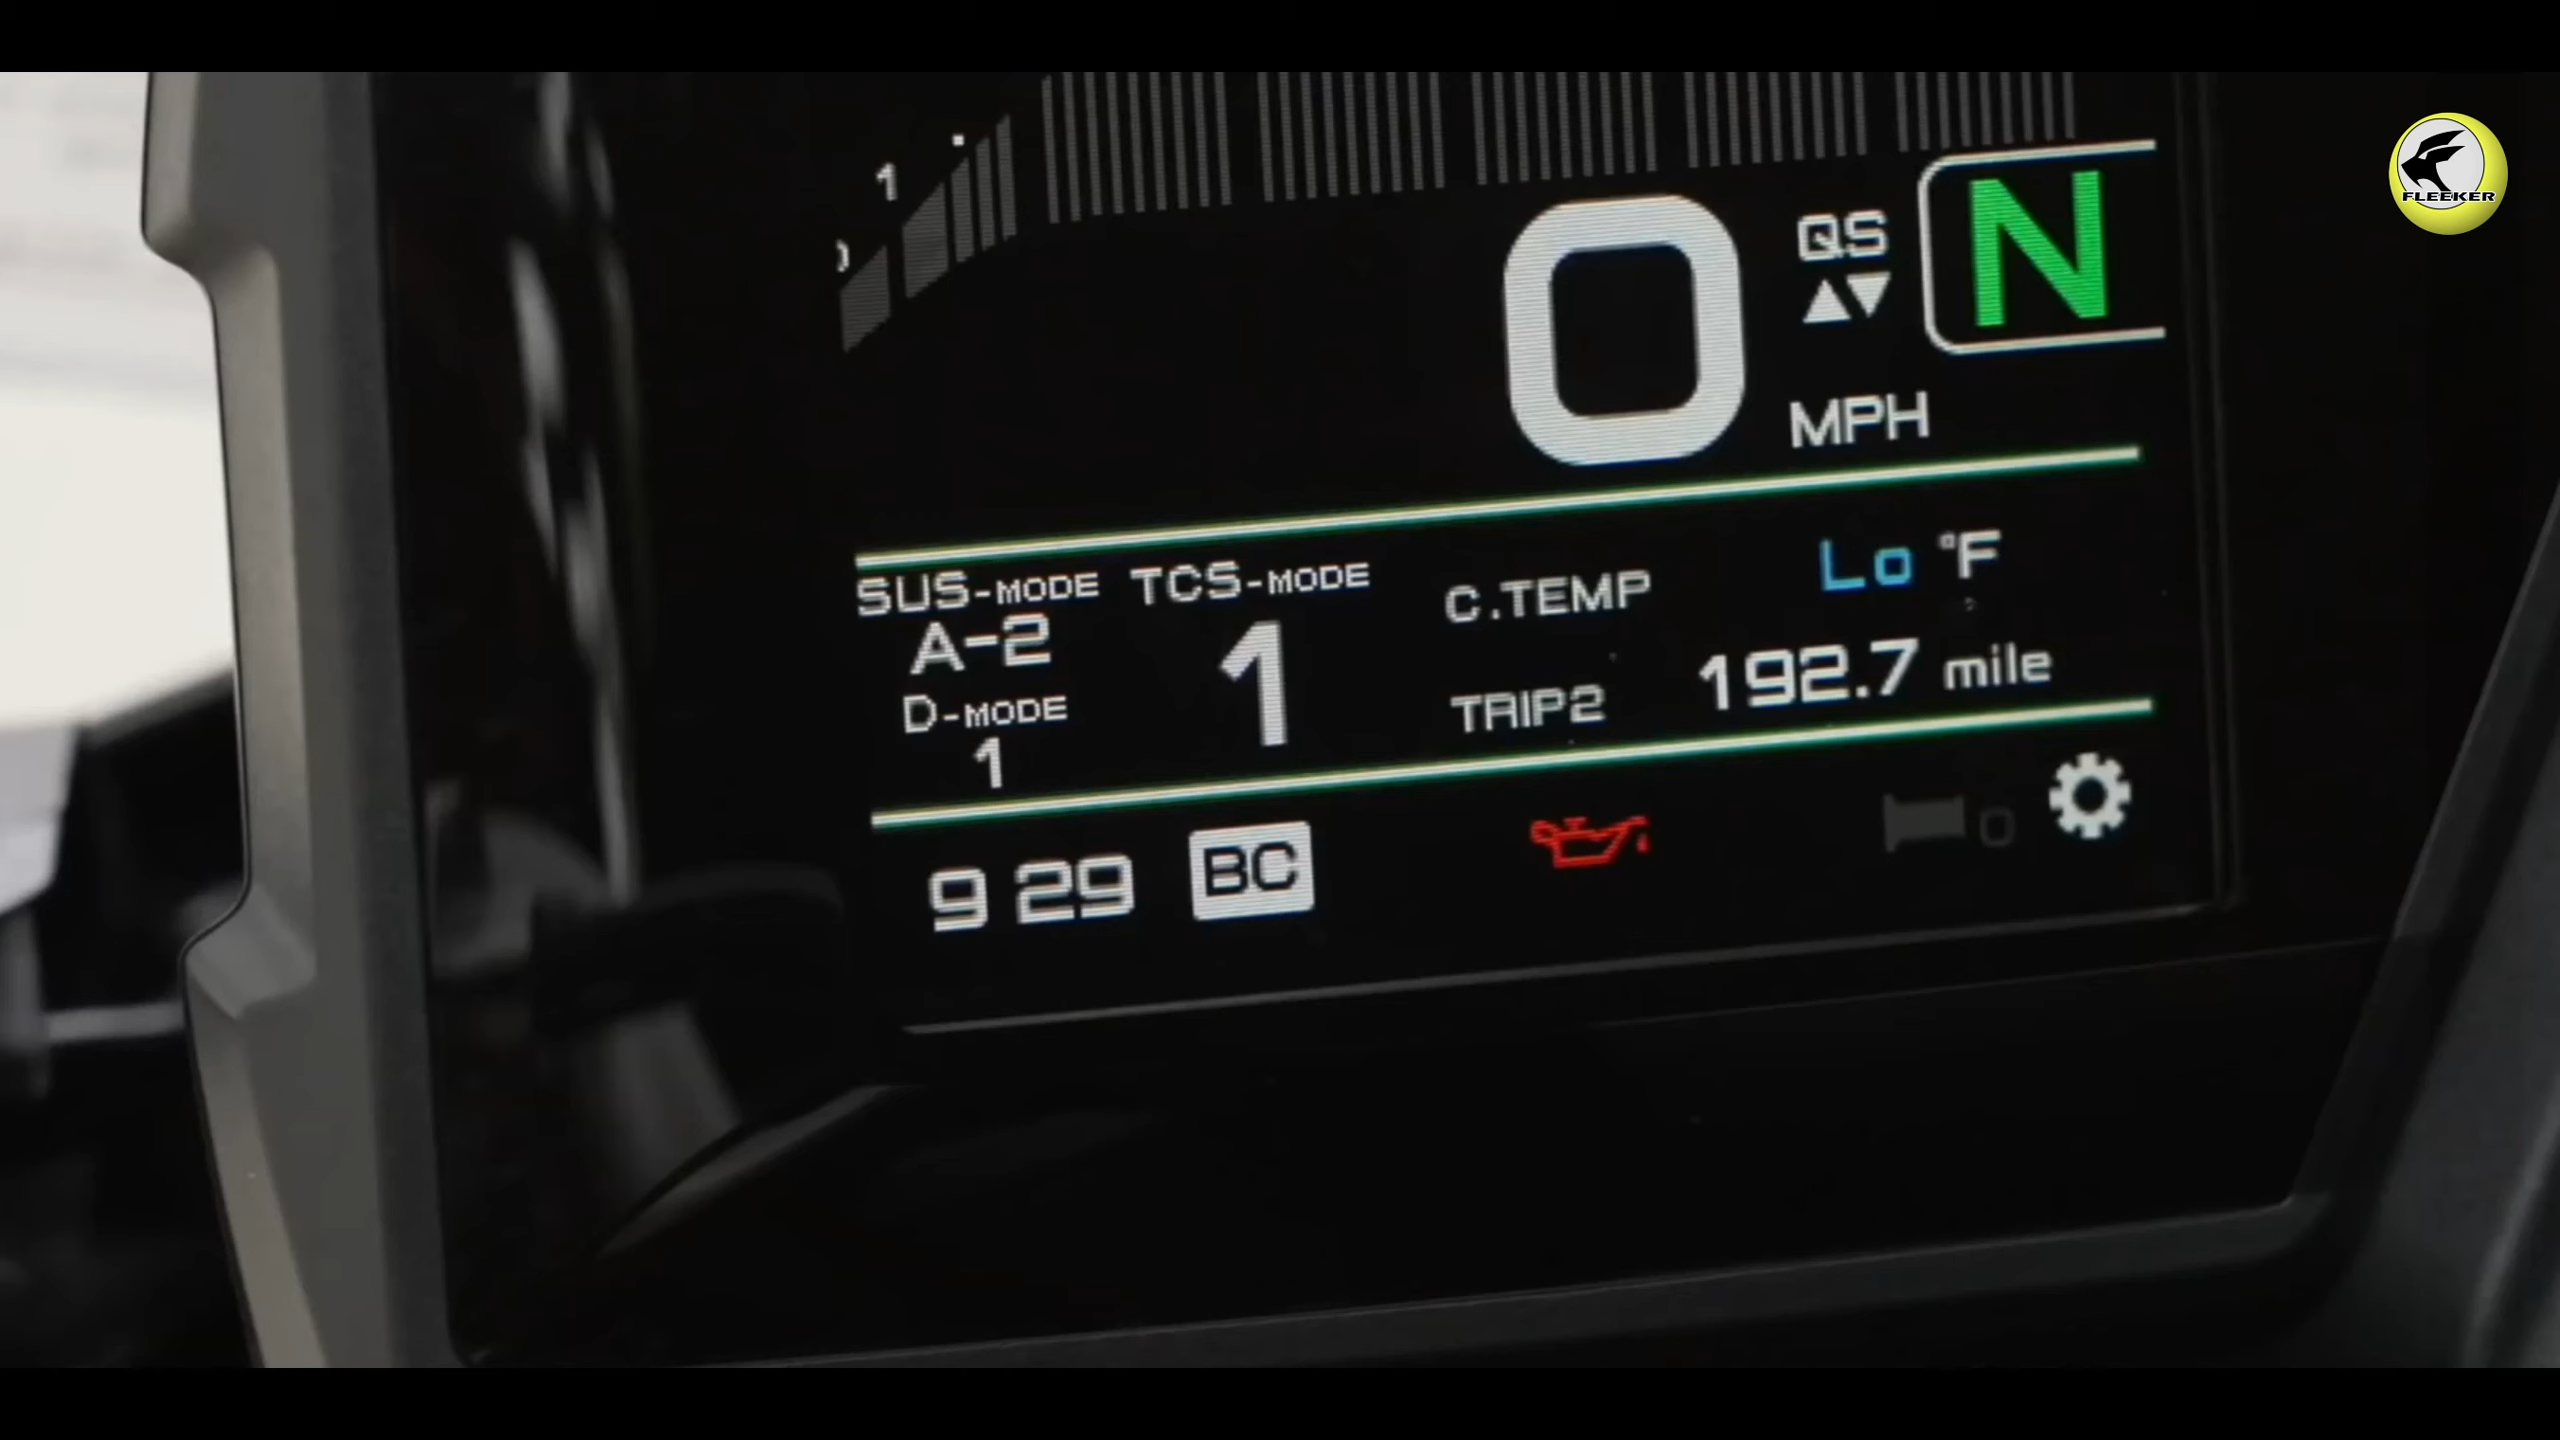 FLEEKER
1
0
QS
N
MPH
SUS-MODE
A-2
D-MODE
1
TCS-MODE
1
C.TEMP Lo °F
TRIP2 192.7 mile
9 29 BC
0